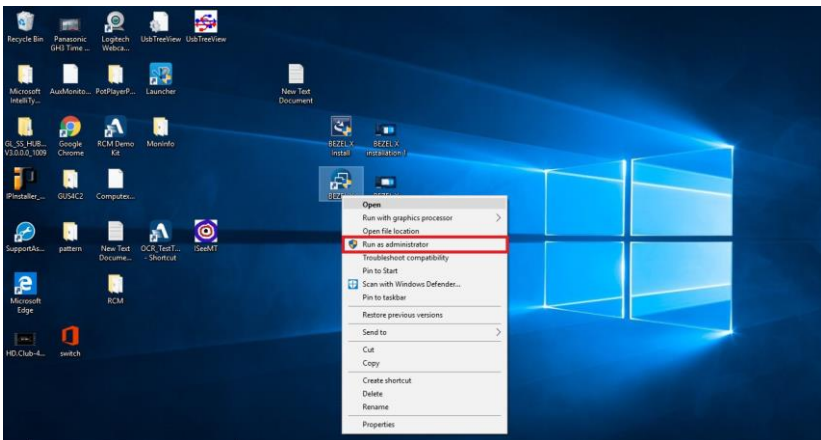 Recycle Bin
Panasonic
GH3 Time ...
Logitech
Webca...
UsbTreeView
UsbTreeView
Microsoft
IntelliTy...
AuxMonito...
PotPlayerP...
Launcher
New Text
Document
GL_SS_HUB...
V3.0.0.0_1009
Google
Chrome
RCM Demo
Kit
MonInfo
BEZEL.X
install
BEZEL.X
installation-1
IPinstaller_...
GUS4C2
Computex...
BEZEL.X
SupportAs...
pattern
New Text
Docume...
OCR_TestT...
- Shortcut
ISeeMT
Microsoft
Edge
RCM
HD.Club-4...
switch
Open
Run with graphics processor
Open file location
Run as administrator
Troubleshoot compatibility
Pin to Start
Scan with Windows Defender...
Pin to taskbar
Restore previous versions
Send to
Cut
Copy
Create shortcut
Delete
Rename
Properties